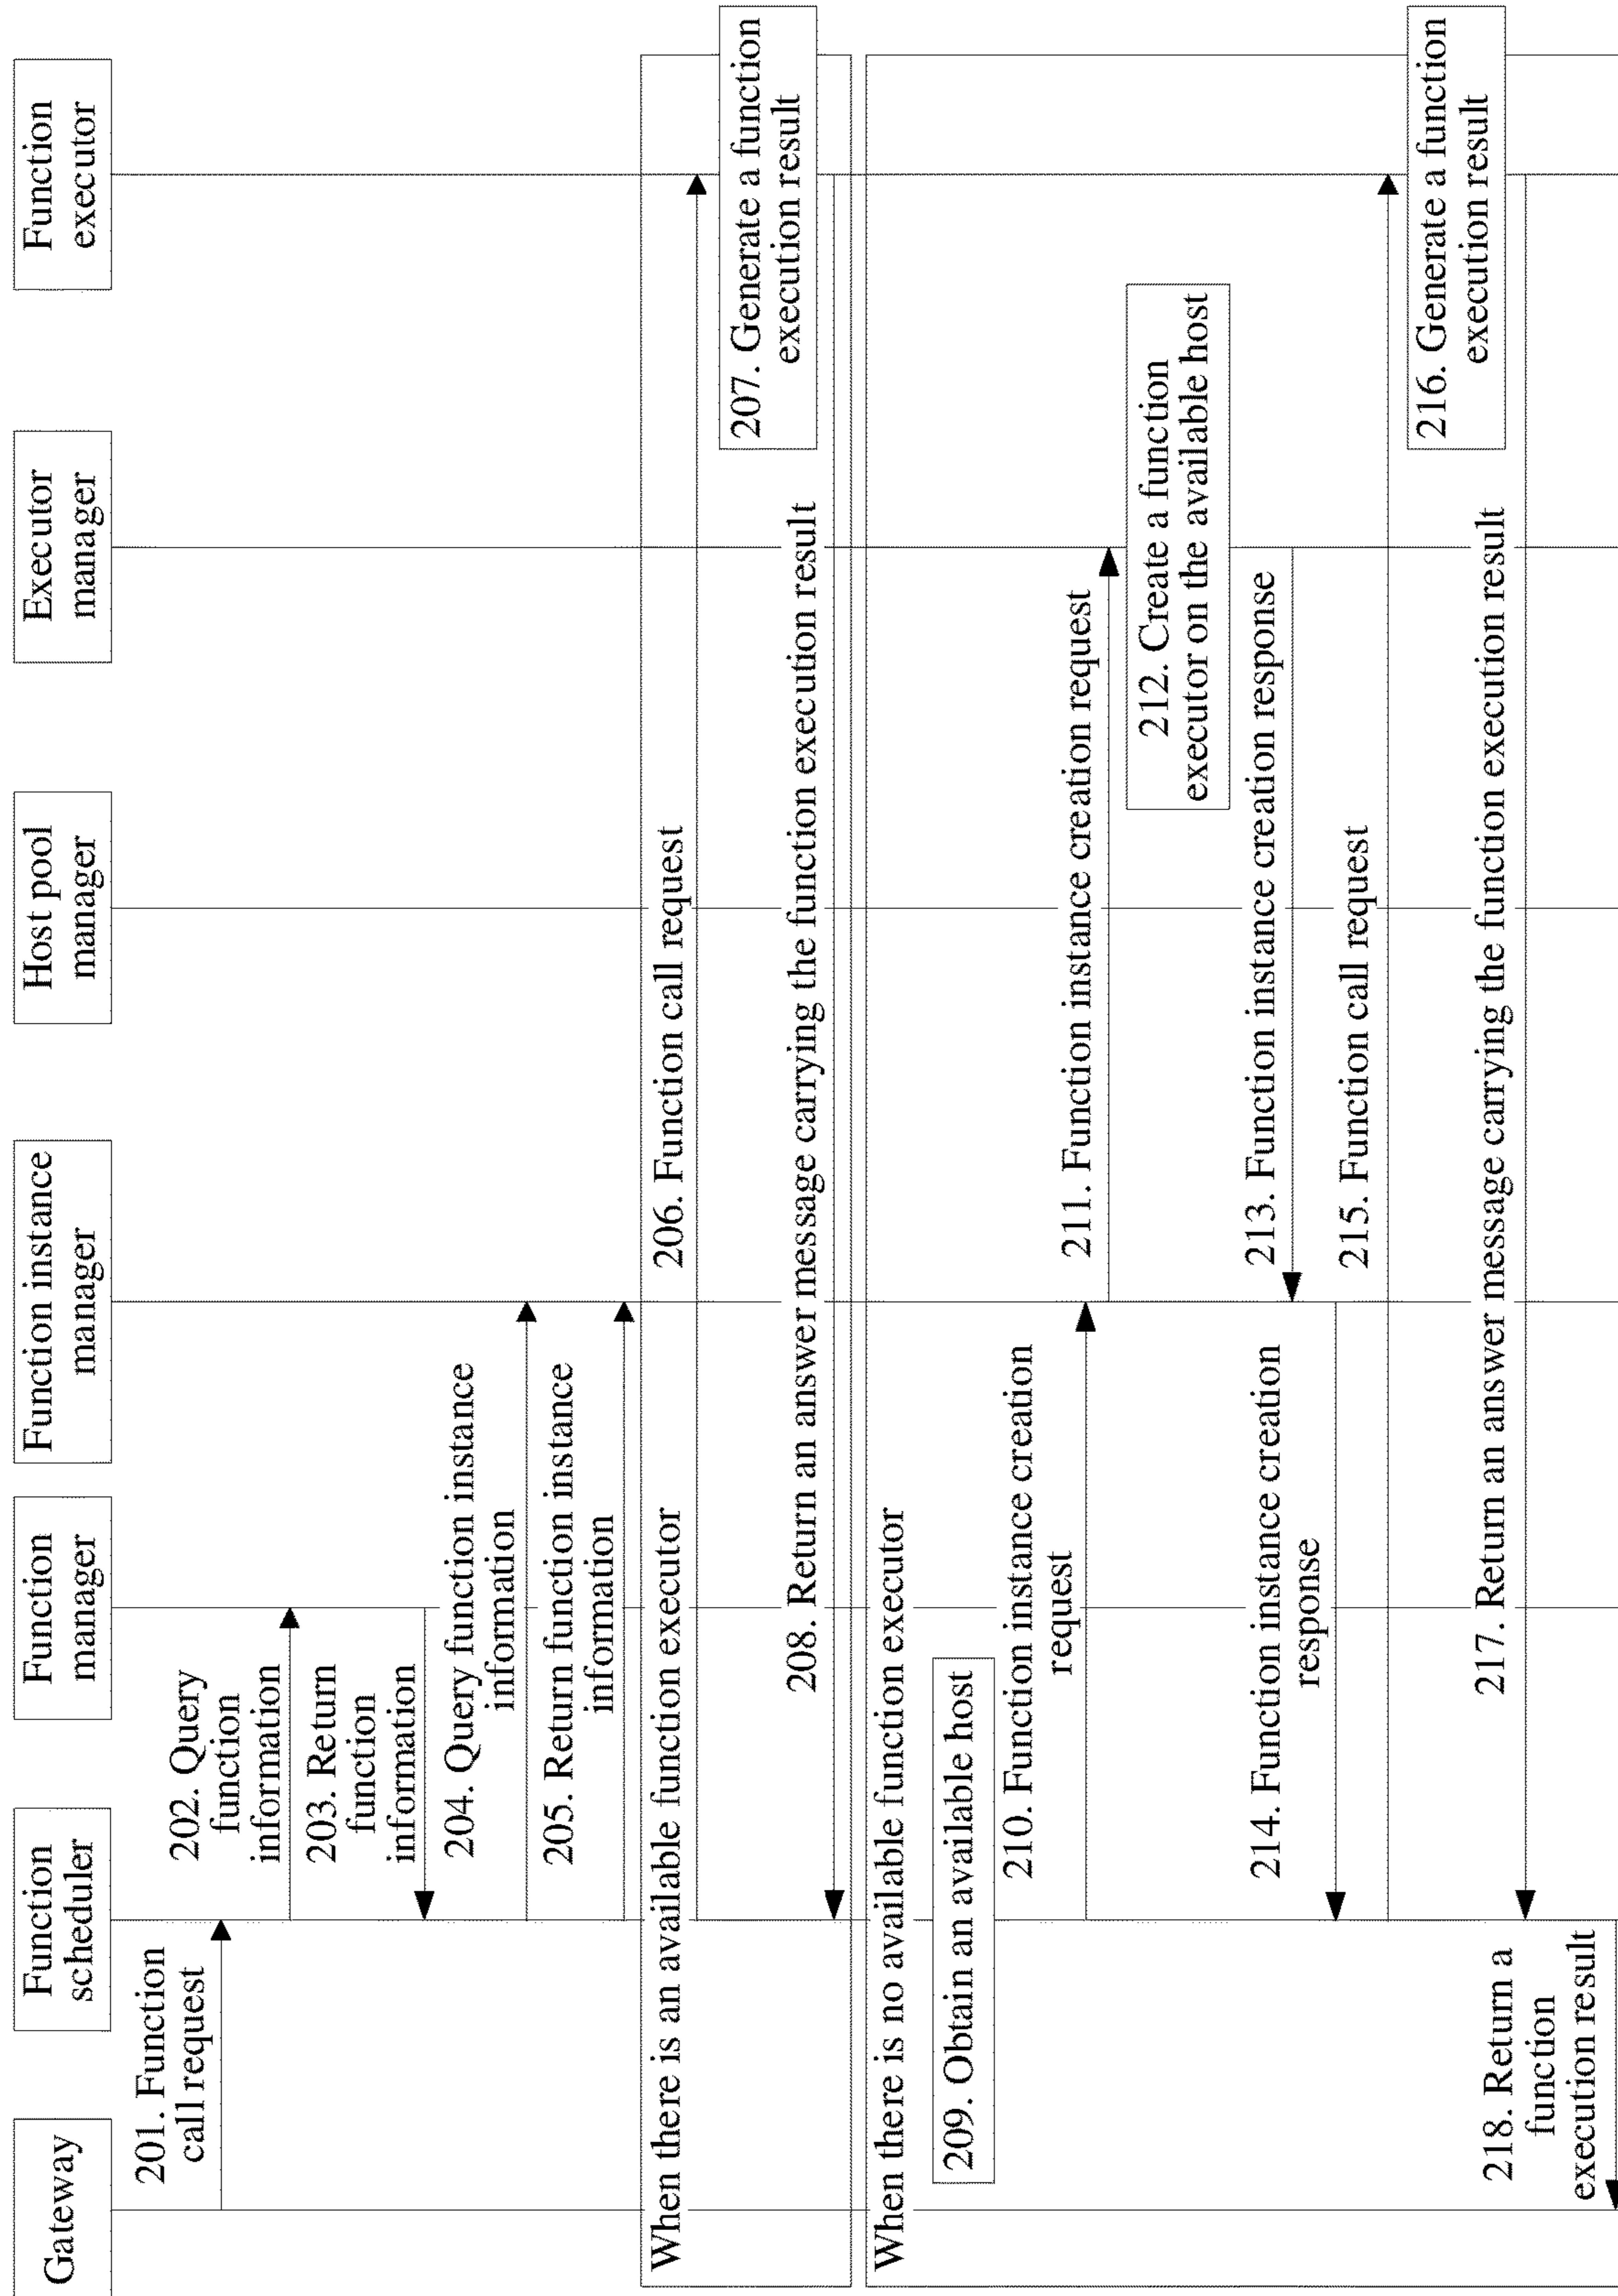 Gateway
Function
scheduler
Function
manager
Function instance
manager
Host pool
manager
Executor
manager
Function
executor
201. Function
call request
202. Query
function
information
203. Return
function
information
204. Query function instance
information
205. Return function instance
information
When there is an available function executor
206. Function call request
207. Generate a function
execution result
208. Return an answer message carrying the function execution result
When there is no available function executor
209. Obtain an available host
210. Function instance creation
request
211. Function instance creation request
212. Create a function
executor on the available host
213. Function instance creation response
214. Function instance creation
response
215. Function call request
216. Generate a function
execution result
217. Return an answer message carrying the function execution result
218. Return a
function
execution result